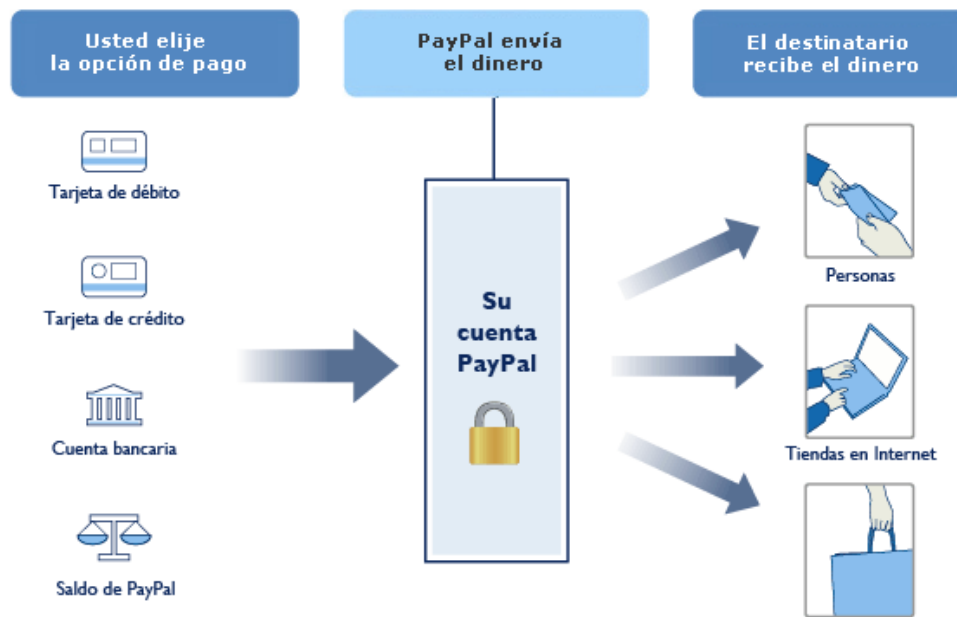 Usted elije
la opción de pago
PayPal envía
el dinero
El destinatario
recibe el dinero
Tarjeta de débito
Tarjeta de crédito
Cuenta bancaria
Saldo de PayPal
Su
cuenta
PayPal
Personas
Tiendas en Internet